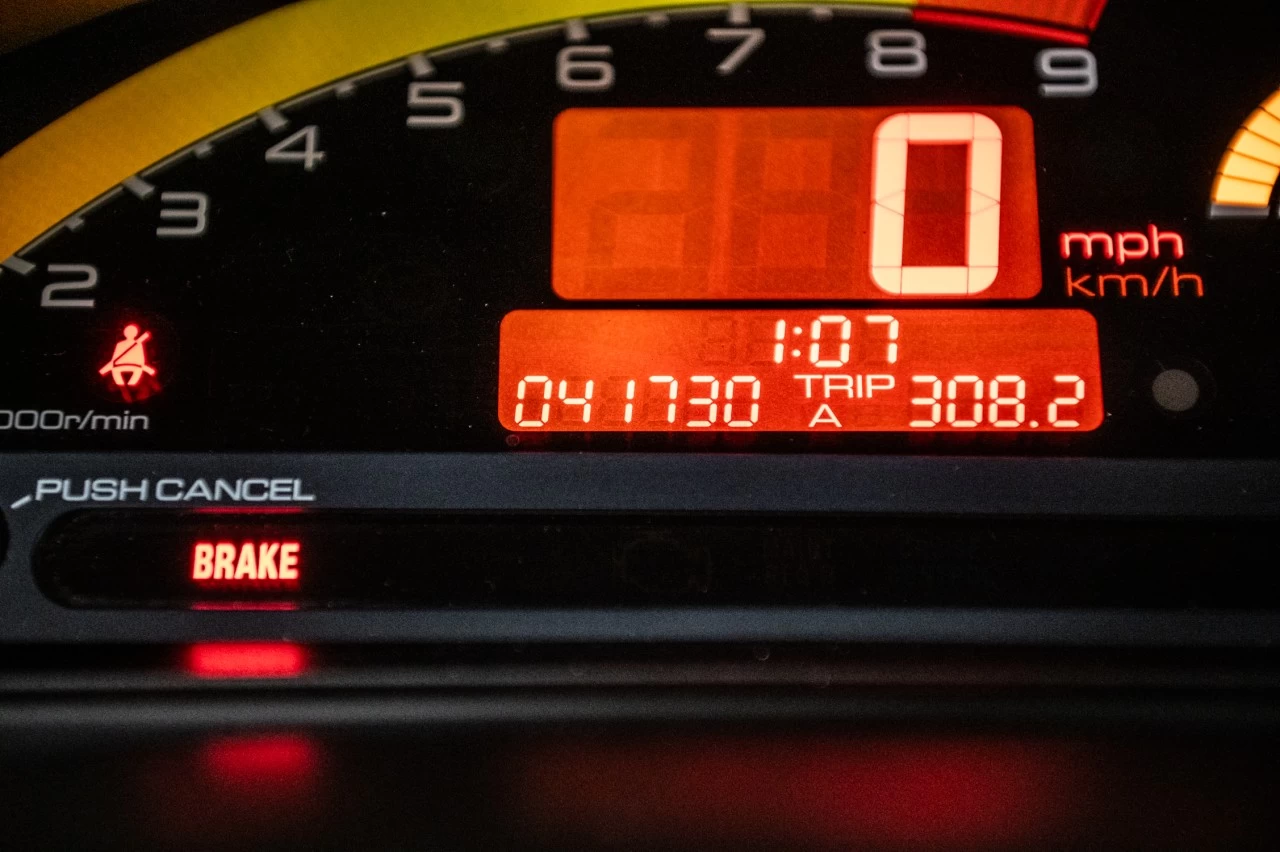 2 3 4 5 6 7 8 9
0
mph
km/h
1:07
041730 TRIP A 308.2
000r/min
PUSH CANCEL
BRAKE